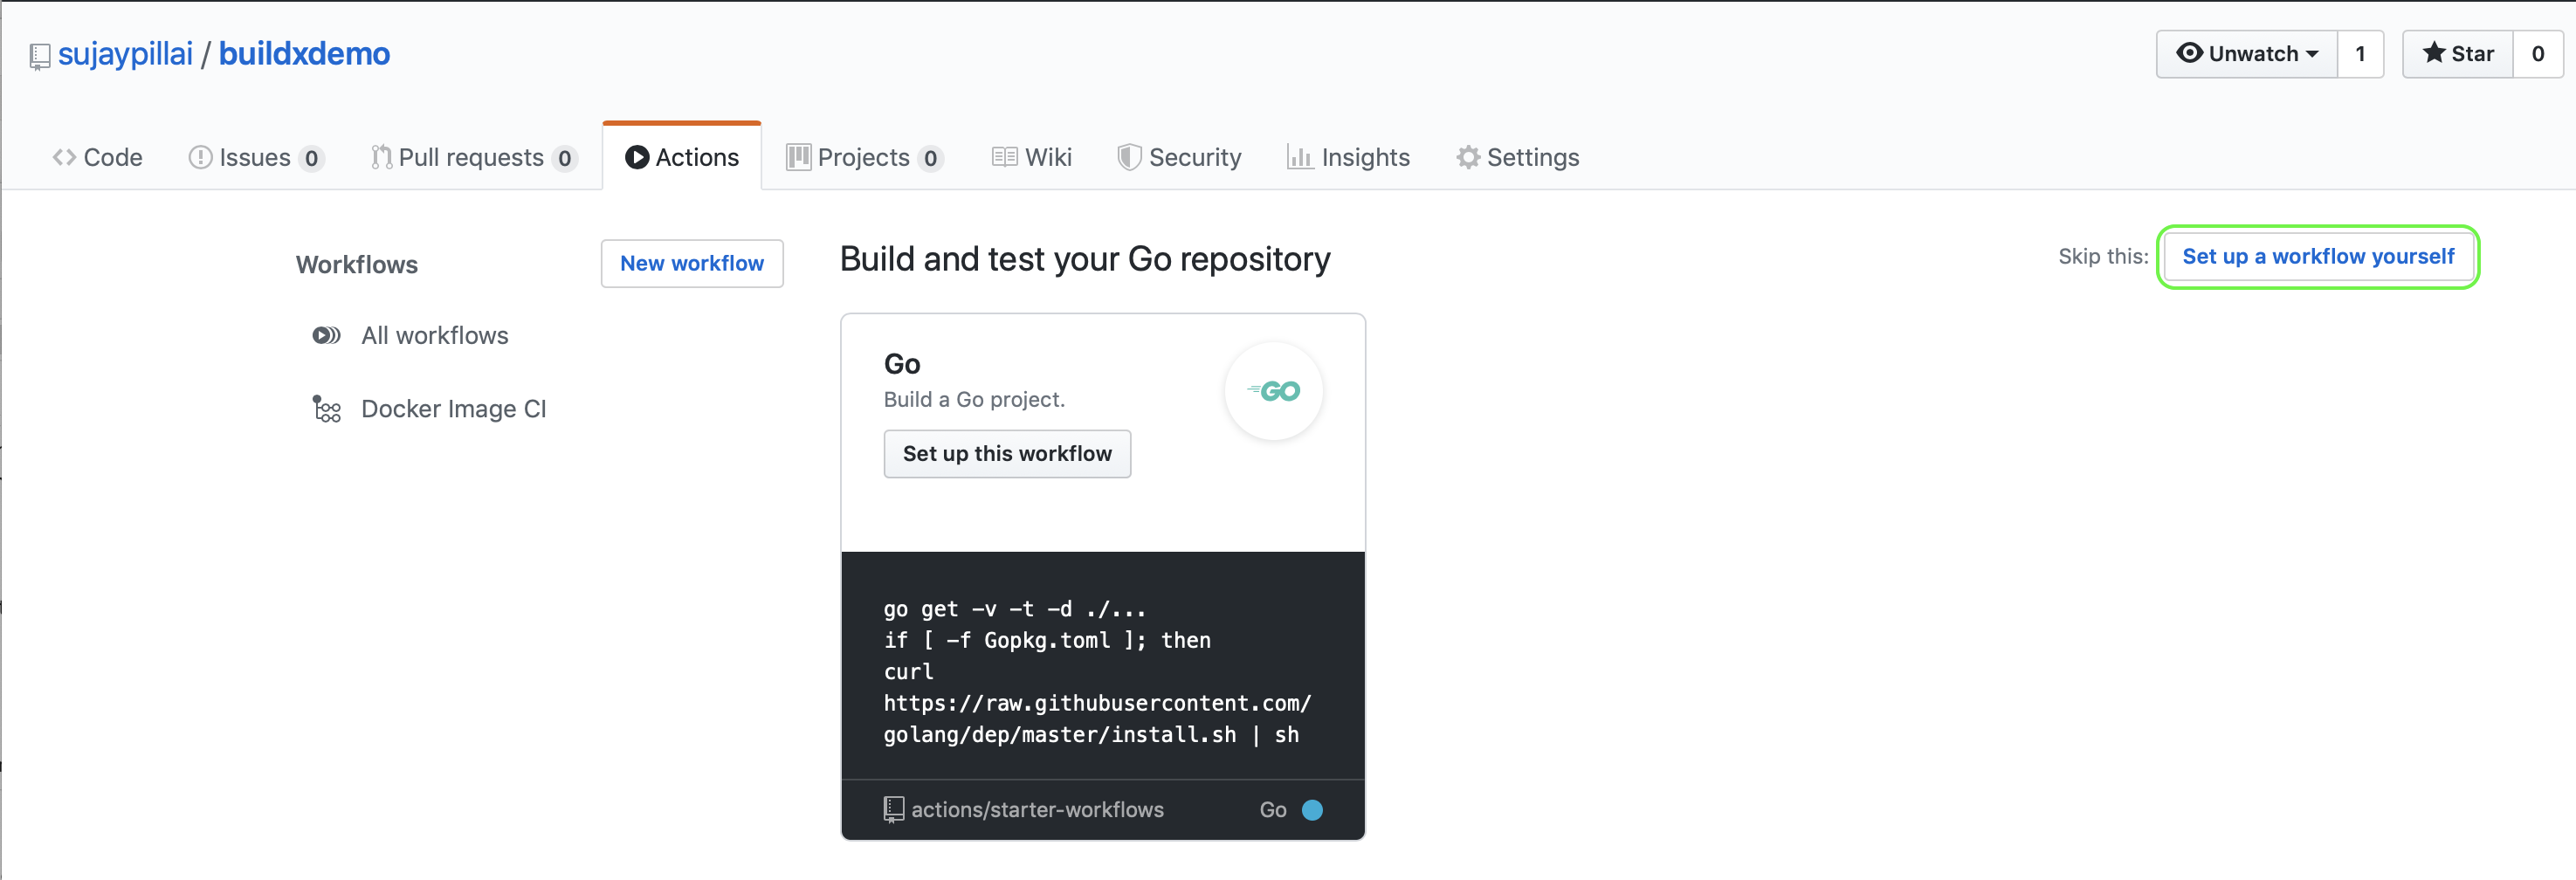 sujaypillai / buildxdemo
Unwatch 1 Star 0
Code Issues 0 Pull requests 0 Actions Projects 0 Wiki Security Insights Settings
Workflows
New workflow
All workflows
Docker Image CI
Build and test your Go repository
Skip this: Set up a workflow yourself
Go
GO
Build a Go project.
Set up this workflow
go get -v -t -d ./...
if [ -f Gopkg.toml ]; then
curl
https://raw.githubusercontent.com/
golang/dep/master/install.sh | sh
actions/starter-workflows Go